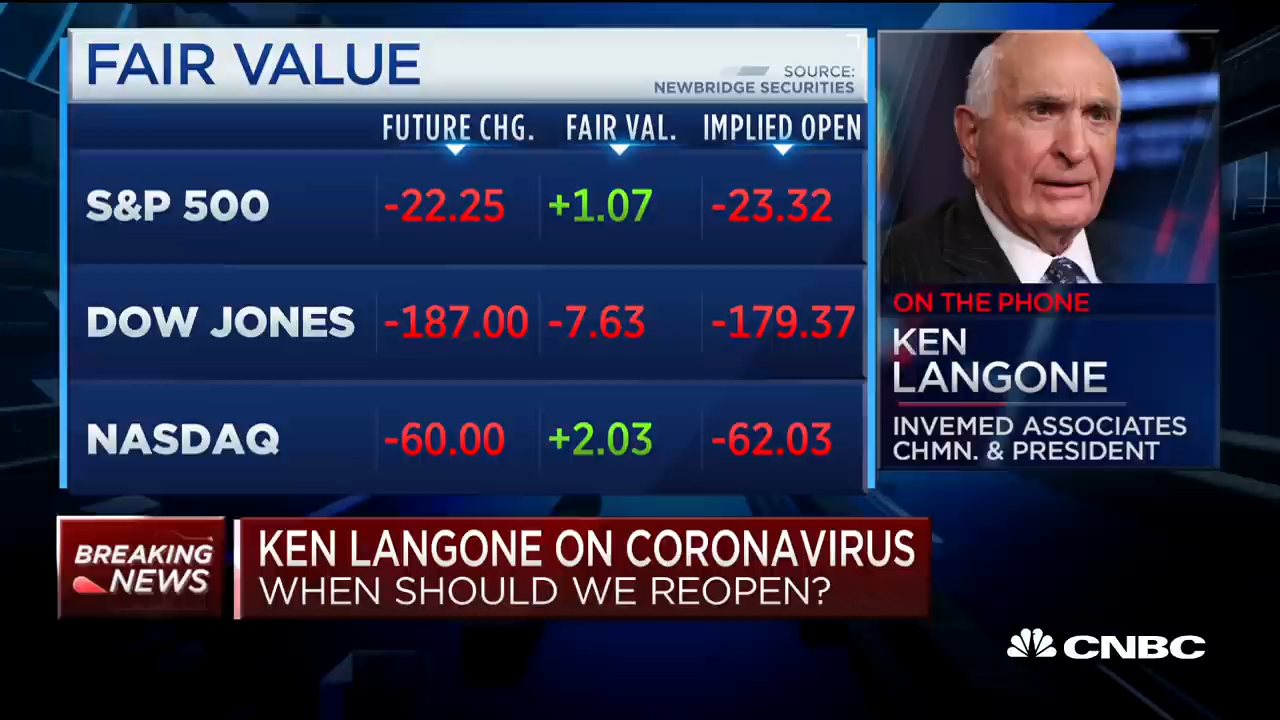 FAIR VALUE
SOURCE:
NEWBRIDGE SECURITIES
FUTURE CHG. FAIR VAL. IMPLIED OPEN
S&P 500 -22.25 +1.07 -23.32
DOW JONES -187.00 -7.63 -179.37
NASDAQ -60.00 +2.03 -62.03
ON THE PHONE
KEN
LANGONE
INVEMED ASSOCIATES
CHMN. & PRESIDENT
BREAKING
NEWS
KEN LANGONE ON CORONAVIRUS
WHEN SHOULD WE REOPEN?
CNBC